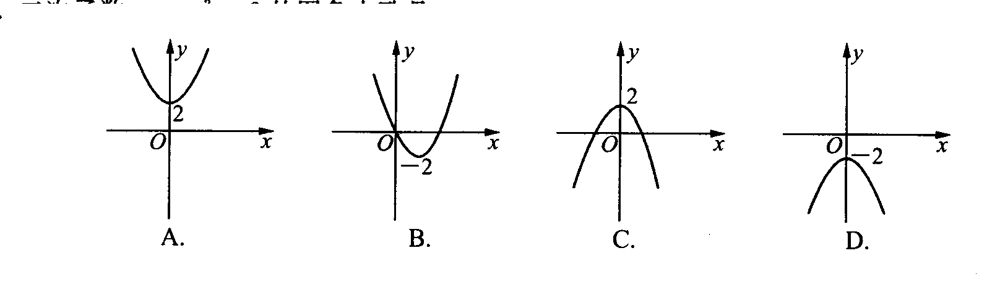 y y y y
2 2
O x O x O x O x
−2 −2
A. B. C. D.